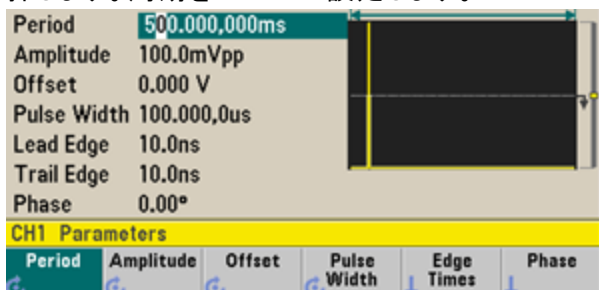 Period 500.000,000ms
Amplitude 100.0mVpp
Offset 0.000 V
Pulse Width 100.000,0us
Lead Edge 10.0ns
Trail Edge 10.0ns
Phase 0.00°
CH1 Parameters
Period Amplitude Offset Pulse Width Edge Times Phase